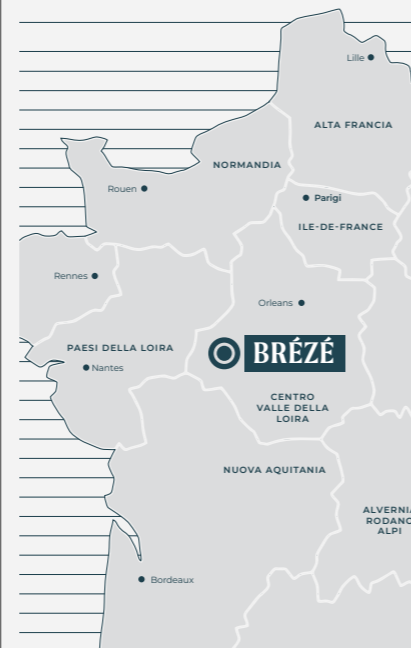 Lille
ALTA FRANCIA
NORMANDIA
Rouen
Parigi
ILE-DE-FRANCE
Rennes
Orleans
PAESI DELLA LOIRA
BRÉZÉ
Nantes
CENTRO
VALLE DELLA
LOIRA
NUOVA AQUITANIA
ALVERNIA
RODANO
ALPI
Bordeaux